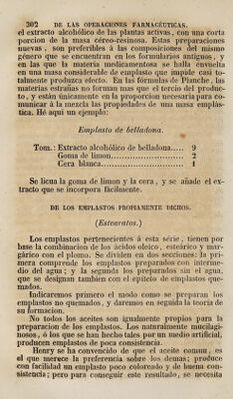 302 DE LAS OPERACIONES FARMACÉUTICAS.
el extracto alcohólico de las plantas activas, con una corta
porcion de la masa céreo-resinosa. Estas preparaciones
nuevas, son preferibles á las composiciones del mismo
género que se encuentran en los formularios antiguos, y
en las que la materia medicamentosa se halla envuelta
en una masa considerable de emplasto que impide casi to-
talmente produzca efecto. En las fórmulas de Planche, las
materias estrañas no forman mas que el tercio del produc-
to, y están únicamente en la proporcion necesaria para co-
municar á la mezcla las propiedades de una masa emplás-
tica. Hé aqui un ejemplo:
Emplasto de belladona.
Tom.: Extracto alcohólico de belladona..... 9
Goma de limon........................ 2
Cera blanca........................... 1
Se licua la goma de limon y la cera, y se añade el ex-
tracto que se incorpora fácilmente.
DE LOS EMPLASTOS PROPIAMENTE DICHOS.
(Estearatos.)
Los emplastos pertenecientes á esta série, tienen por
base la combinacion de los ácidos oleico, esteárico y mar-
gárico con el plomo. Se dividen en dos secciones: la pri-
mera comprende los emplastos preparados con interme-
dio del agua; y la segunda los preparados sin el agua,
que se designan tambien con el epíteto de emplastos que-
mados.
Indicaremos primero el modo como se preparan los
emplastos no quemados, y daremos en seguida la teoría de
su formacion.
No todos los aceites son igualmente propios para la
preparacion de los emplastos. Los naturalmente mucilagi-
nosos, ó los que se han hecho tales por un medio artificial,
producen emplastos de poca consistencia.
Henry se ha convencido de que el aceite comun, es
el que merece la preferencia sobre los demas; produce
con facilidad un emplasto poco coloreado y de buena con-
sistencia; pero para conseguir este resultado, se necesita